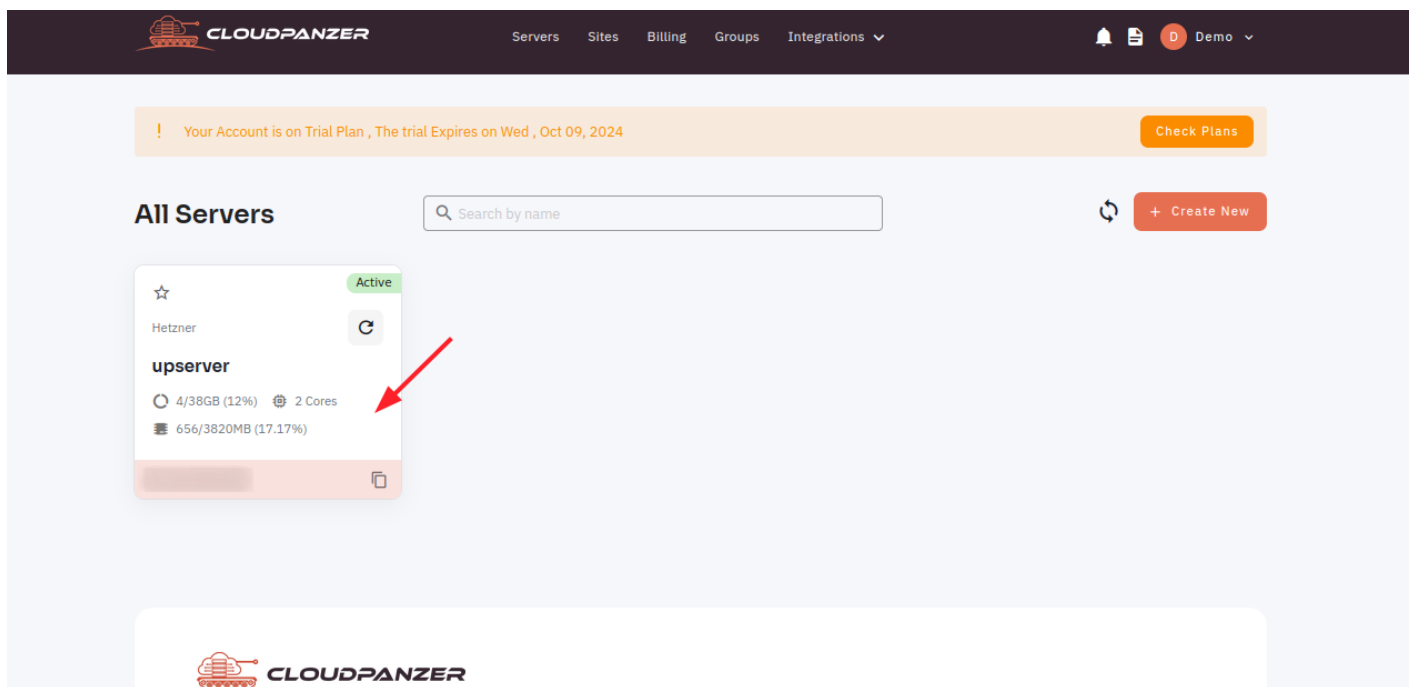 CLOUDPANZER Servers Sites Billing Groups Integrations D Demo
! Your Account is on Trial Plan , The trial Expires on Wed , Oct 09, 2024 Check Plans
All Servers Search by name + Create New
Active
Hetzner
upserver
4/38GB (12%) 2 Cores
656/3820MB (17.17%)
CLOUDPANZER